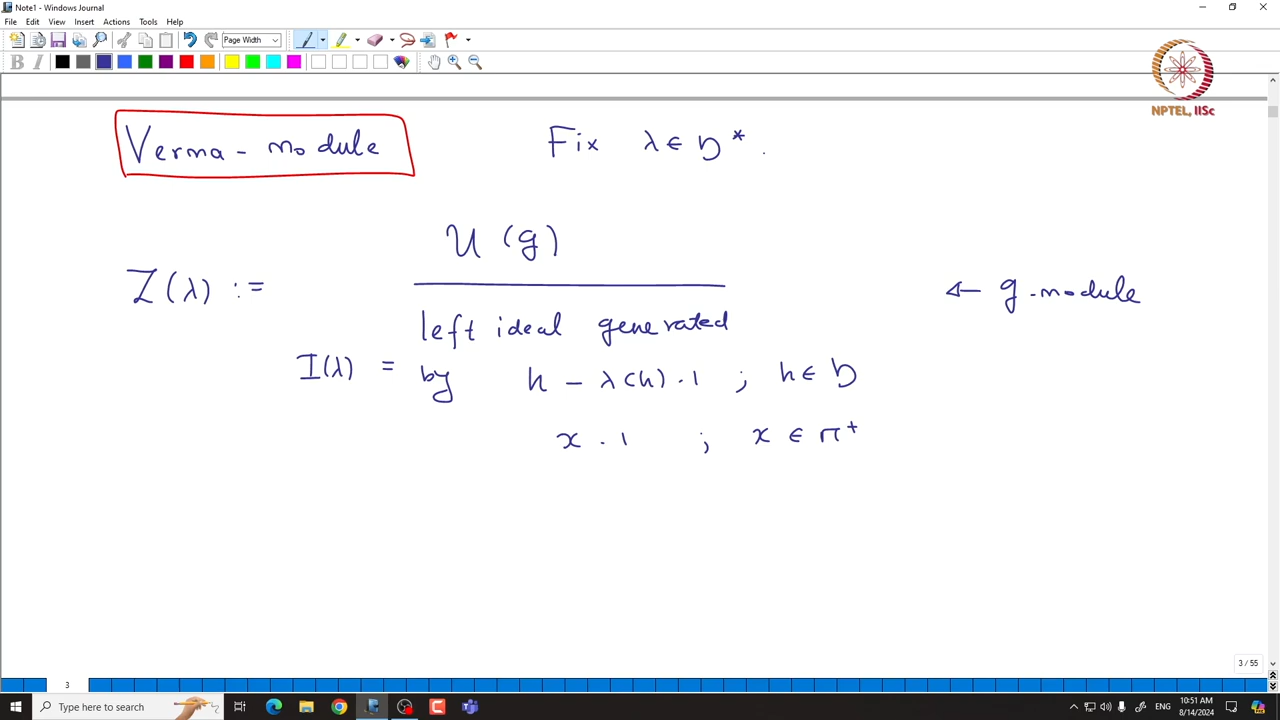 Note1 - Windows Journal
File Edit View Insert Actions Tools Help
Page Width
B I
NPTEL, IISc
Verma - module Fix λ ∈ 𝔥* .
U(g)
Z(λ) := ← g-module
left ideal generated
I(λ) = by h - λ(h).1 ; h ∈ 𝔥
x . 1 ; x ∈ n⁺
3 / 55
3
Type here to search
ENG
10:51 AM
8/14/2024